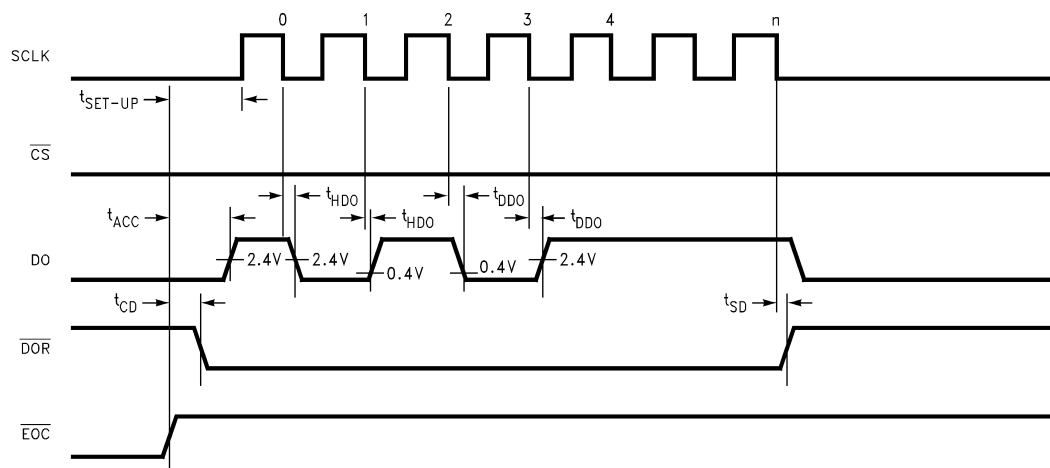 0 1 2 3 4 n
SCLK
tSET-UP
CS
tHDO tDDO
tACC tHDO tDDO
DO 2.4V 2.4V 0.4V 0.4V 2.4V
tCD tSD
DOR
EOC